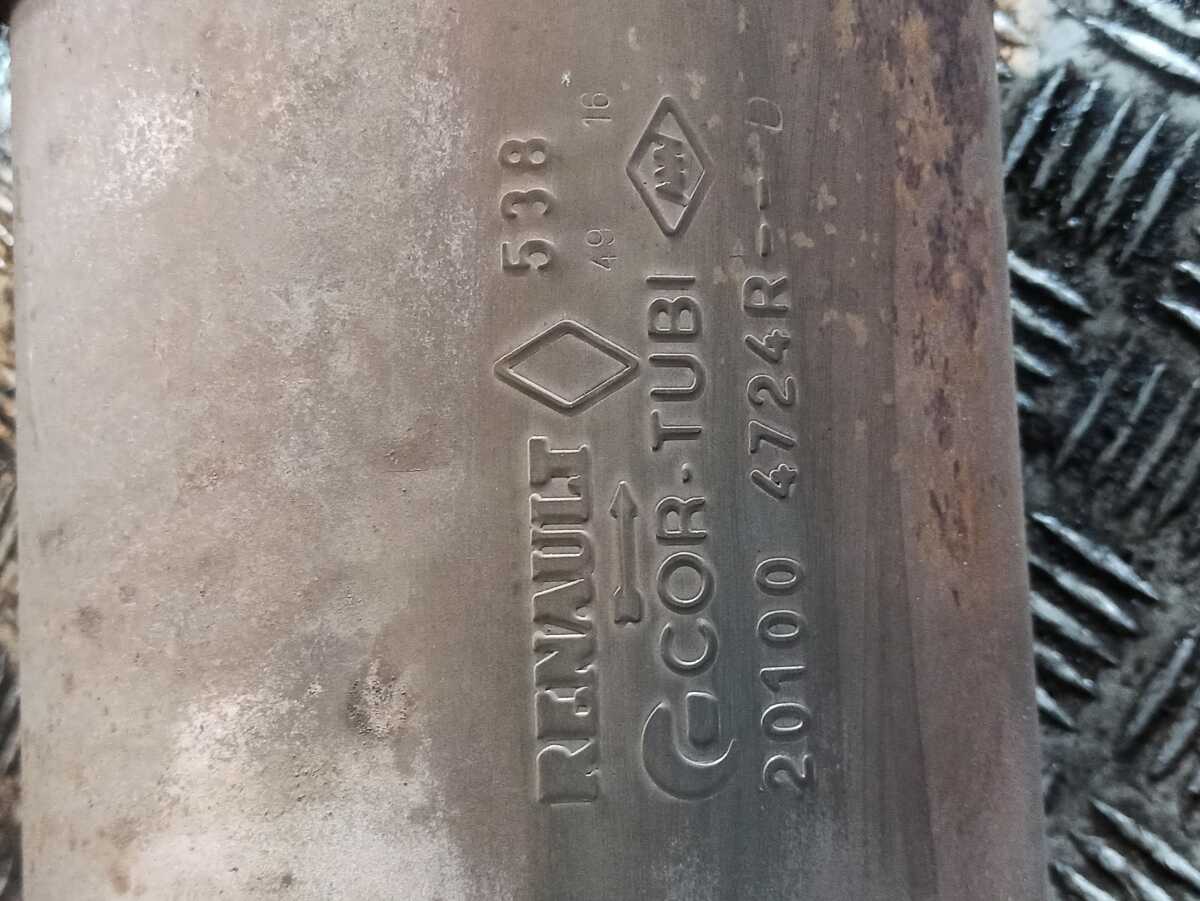 RENAULT 538
49 16
COR-TUBI
20100 4724R---D